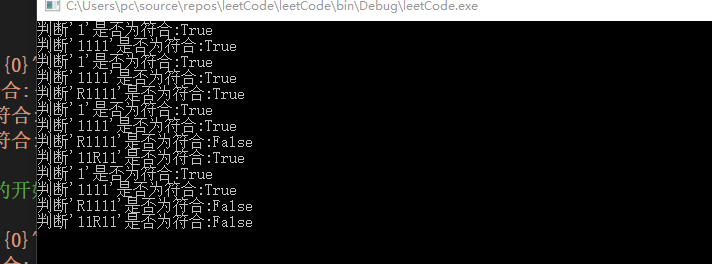 C:\Users\pc\source\repos\leetCode\leetCode\bin\Debug\leetCode.exe
判断'1'是否为符合:True
判断'1111'是否为符合:True
{0}'
判断'1'是否为符合:True
合:
判断'1111'是否为符合:True
判断'R1111'是否为符合:True
符合:
判断'1'是否为符合:True
判断'1111'是否为符合:True
符合:
判断'R1111'是否为符合:False
判断'11R11'是否为符合:True
判断'1'是否为符合:True
的开始
判断'1111'是否为符合:True
判断'R1111'是否为符合:False
判断'11R11'是否为符合:False
{0}'
合: